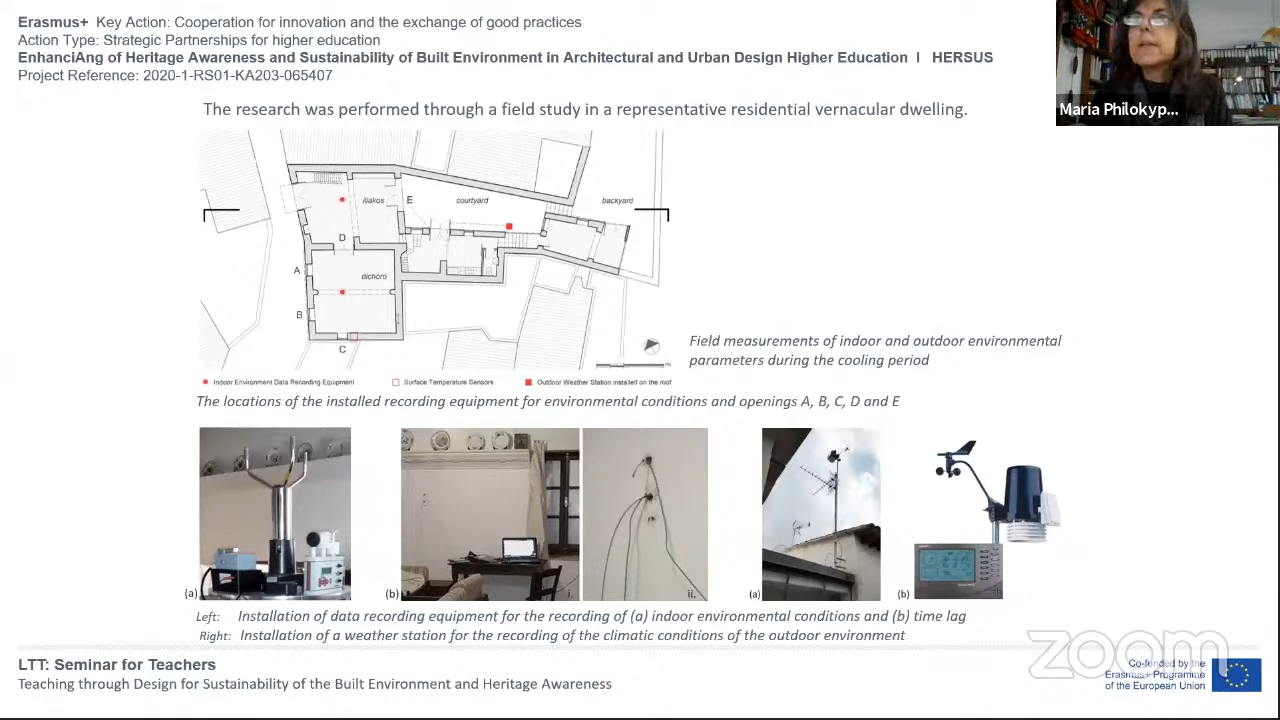 Erasmus+ Key Action: Cooperation for innovation and the exchange of good practices
Action Type: Strategic Partnerships for higher education
EnhanciAng of Heritage Awareness and Sustainability of Built Environment in Architectural and Urban Design Higher Education I HERSUS
Project Reference: 2020-1-RS01-KA203-065407
Maria Philokyp...
The research was performed through a field study in a representative residential vernacular dwelling.
iliakos
E
courtyard
backyard
D
A
dichoro
B
C
Field measurements of indoor and outdoor environmental
parameters during the cooling period
Indoor Environment Data Recording Equipment
Surface Temperature Sensors
Outdoor Weather Station installed on the roof
The locations of the installed recording equipment for environmental conditions and openings A, B, C, D and E
(a)
(b)
i.
ii.
(a)
(b)
Left: Installation of data recording equipment for the recording of (a) indoor environmental conditions and (b) time lag
Right: Installation of a weather station for the recording of the climatic conditions of the outdoor environment
LTT: Seminar for Teachers
Teaching through Design for Sustainability of the Built Environment and Heritage Awareness
zoom
Co-funded by the
Erasmus+ Programme
of the European Union